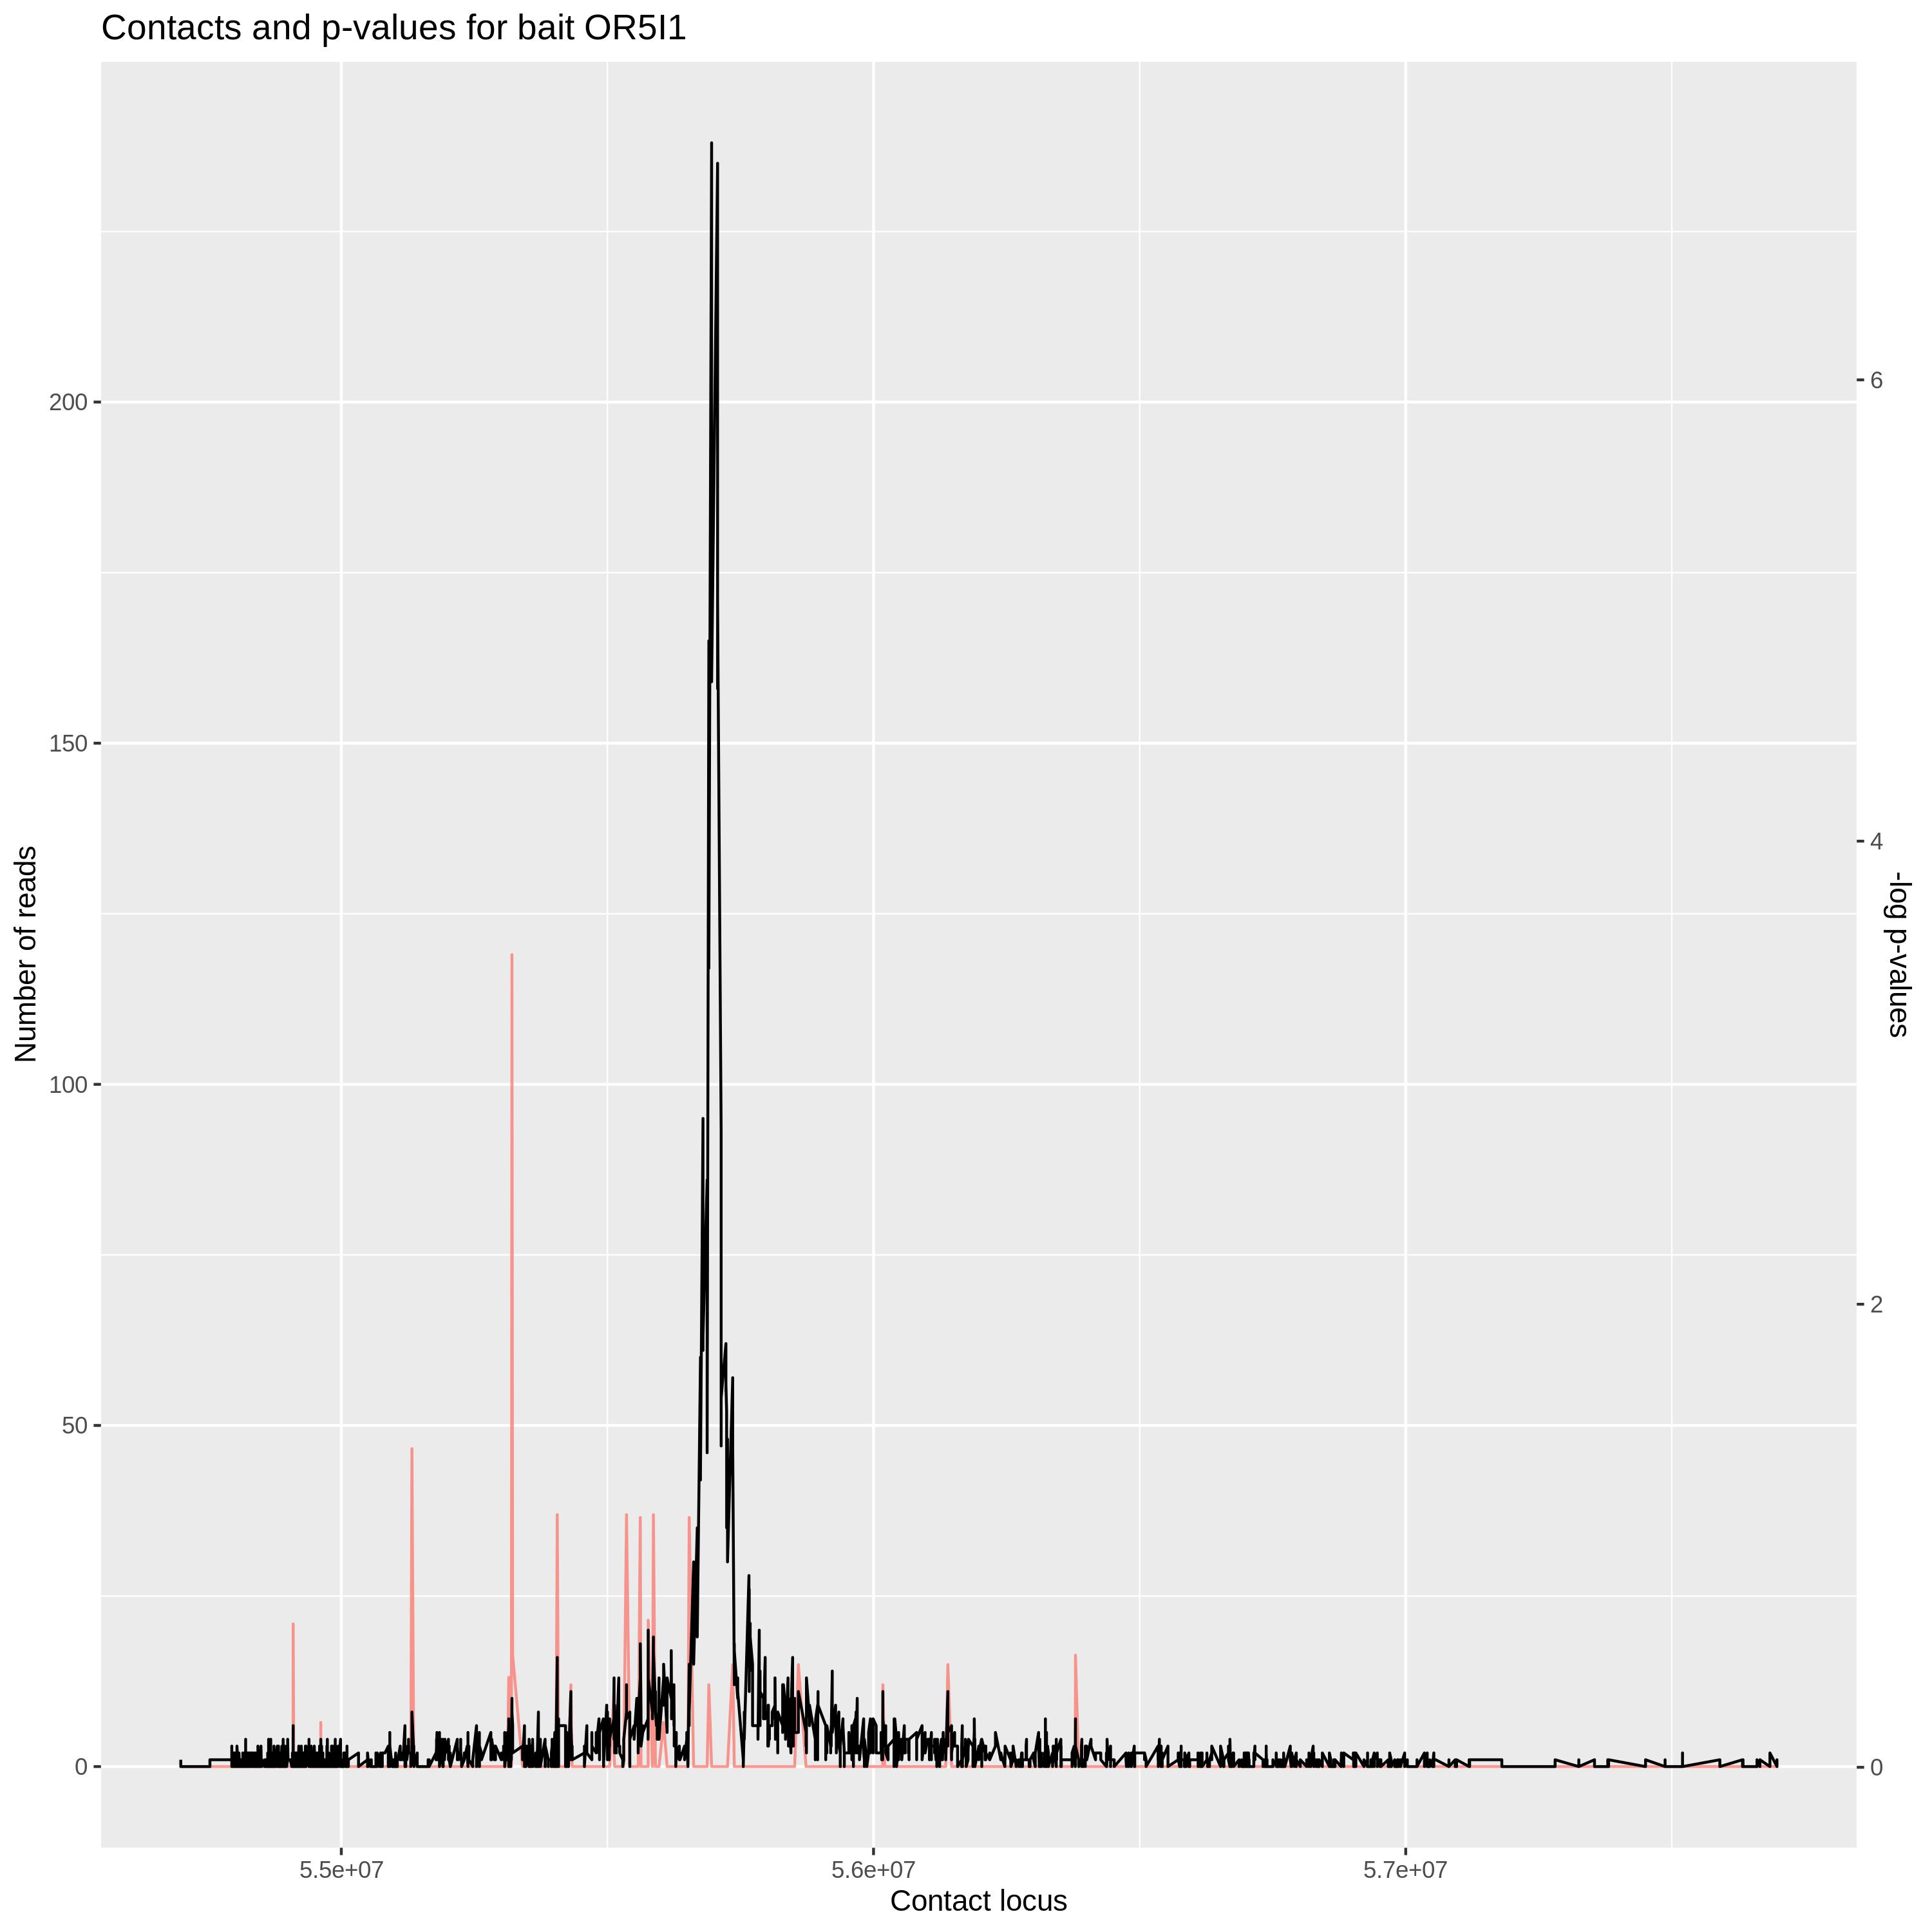 Contacts and p-values for bait OR5I1
Number of reads
200
150
100
50
0
6
4
2
0
-log p-values
5.5e+07
5.6e+07
5.7e+07
Contact locus